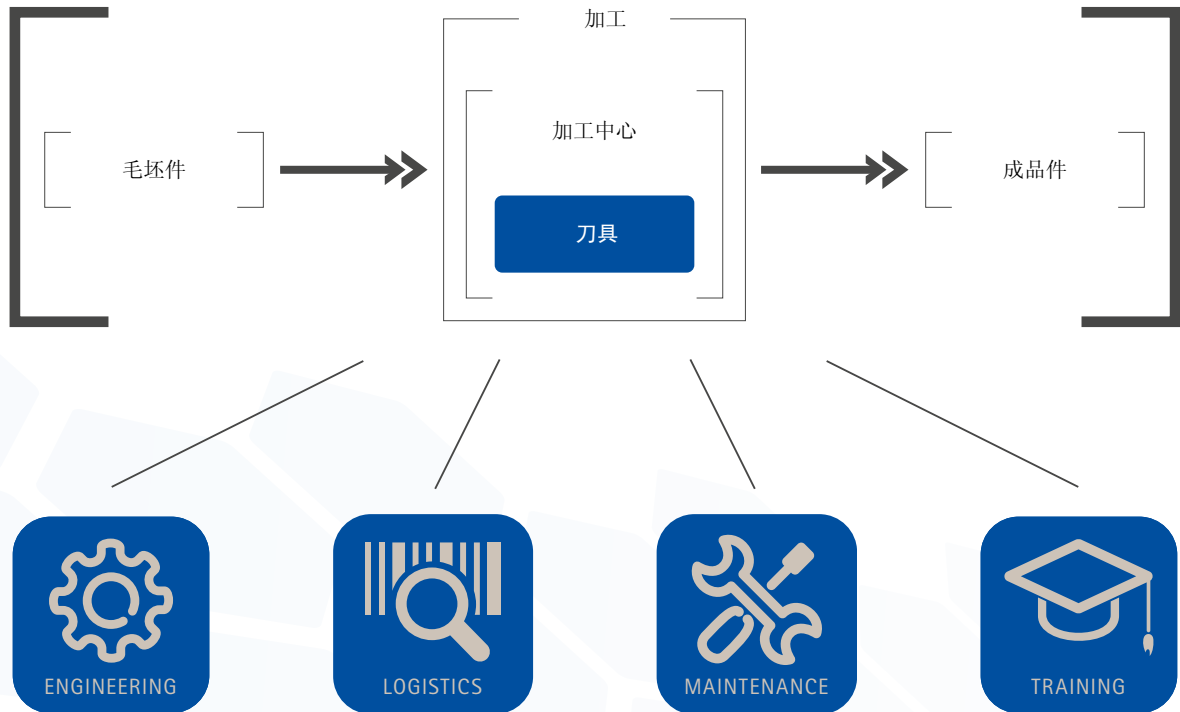 加工
加工中心
毛坯件
成品件
刀具
ENGINEERING
LOGISTICS
MAINTENANCE
TRAINING